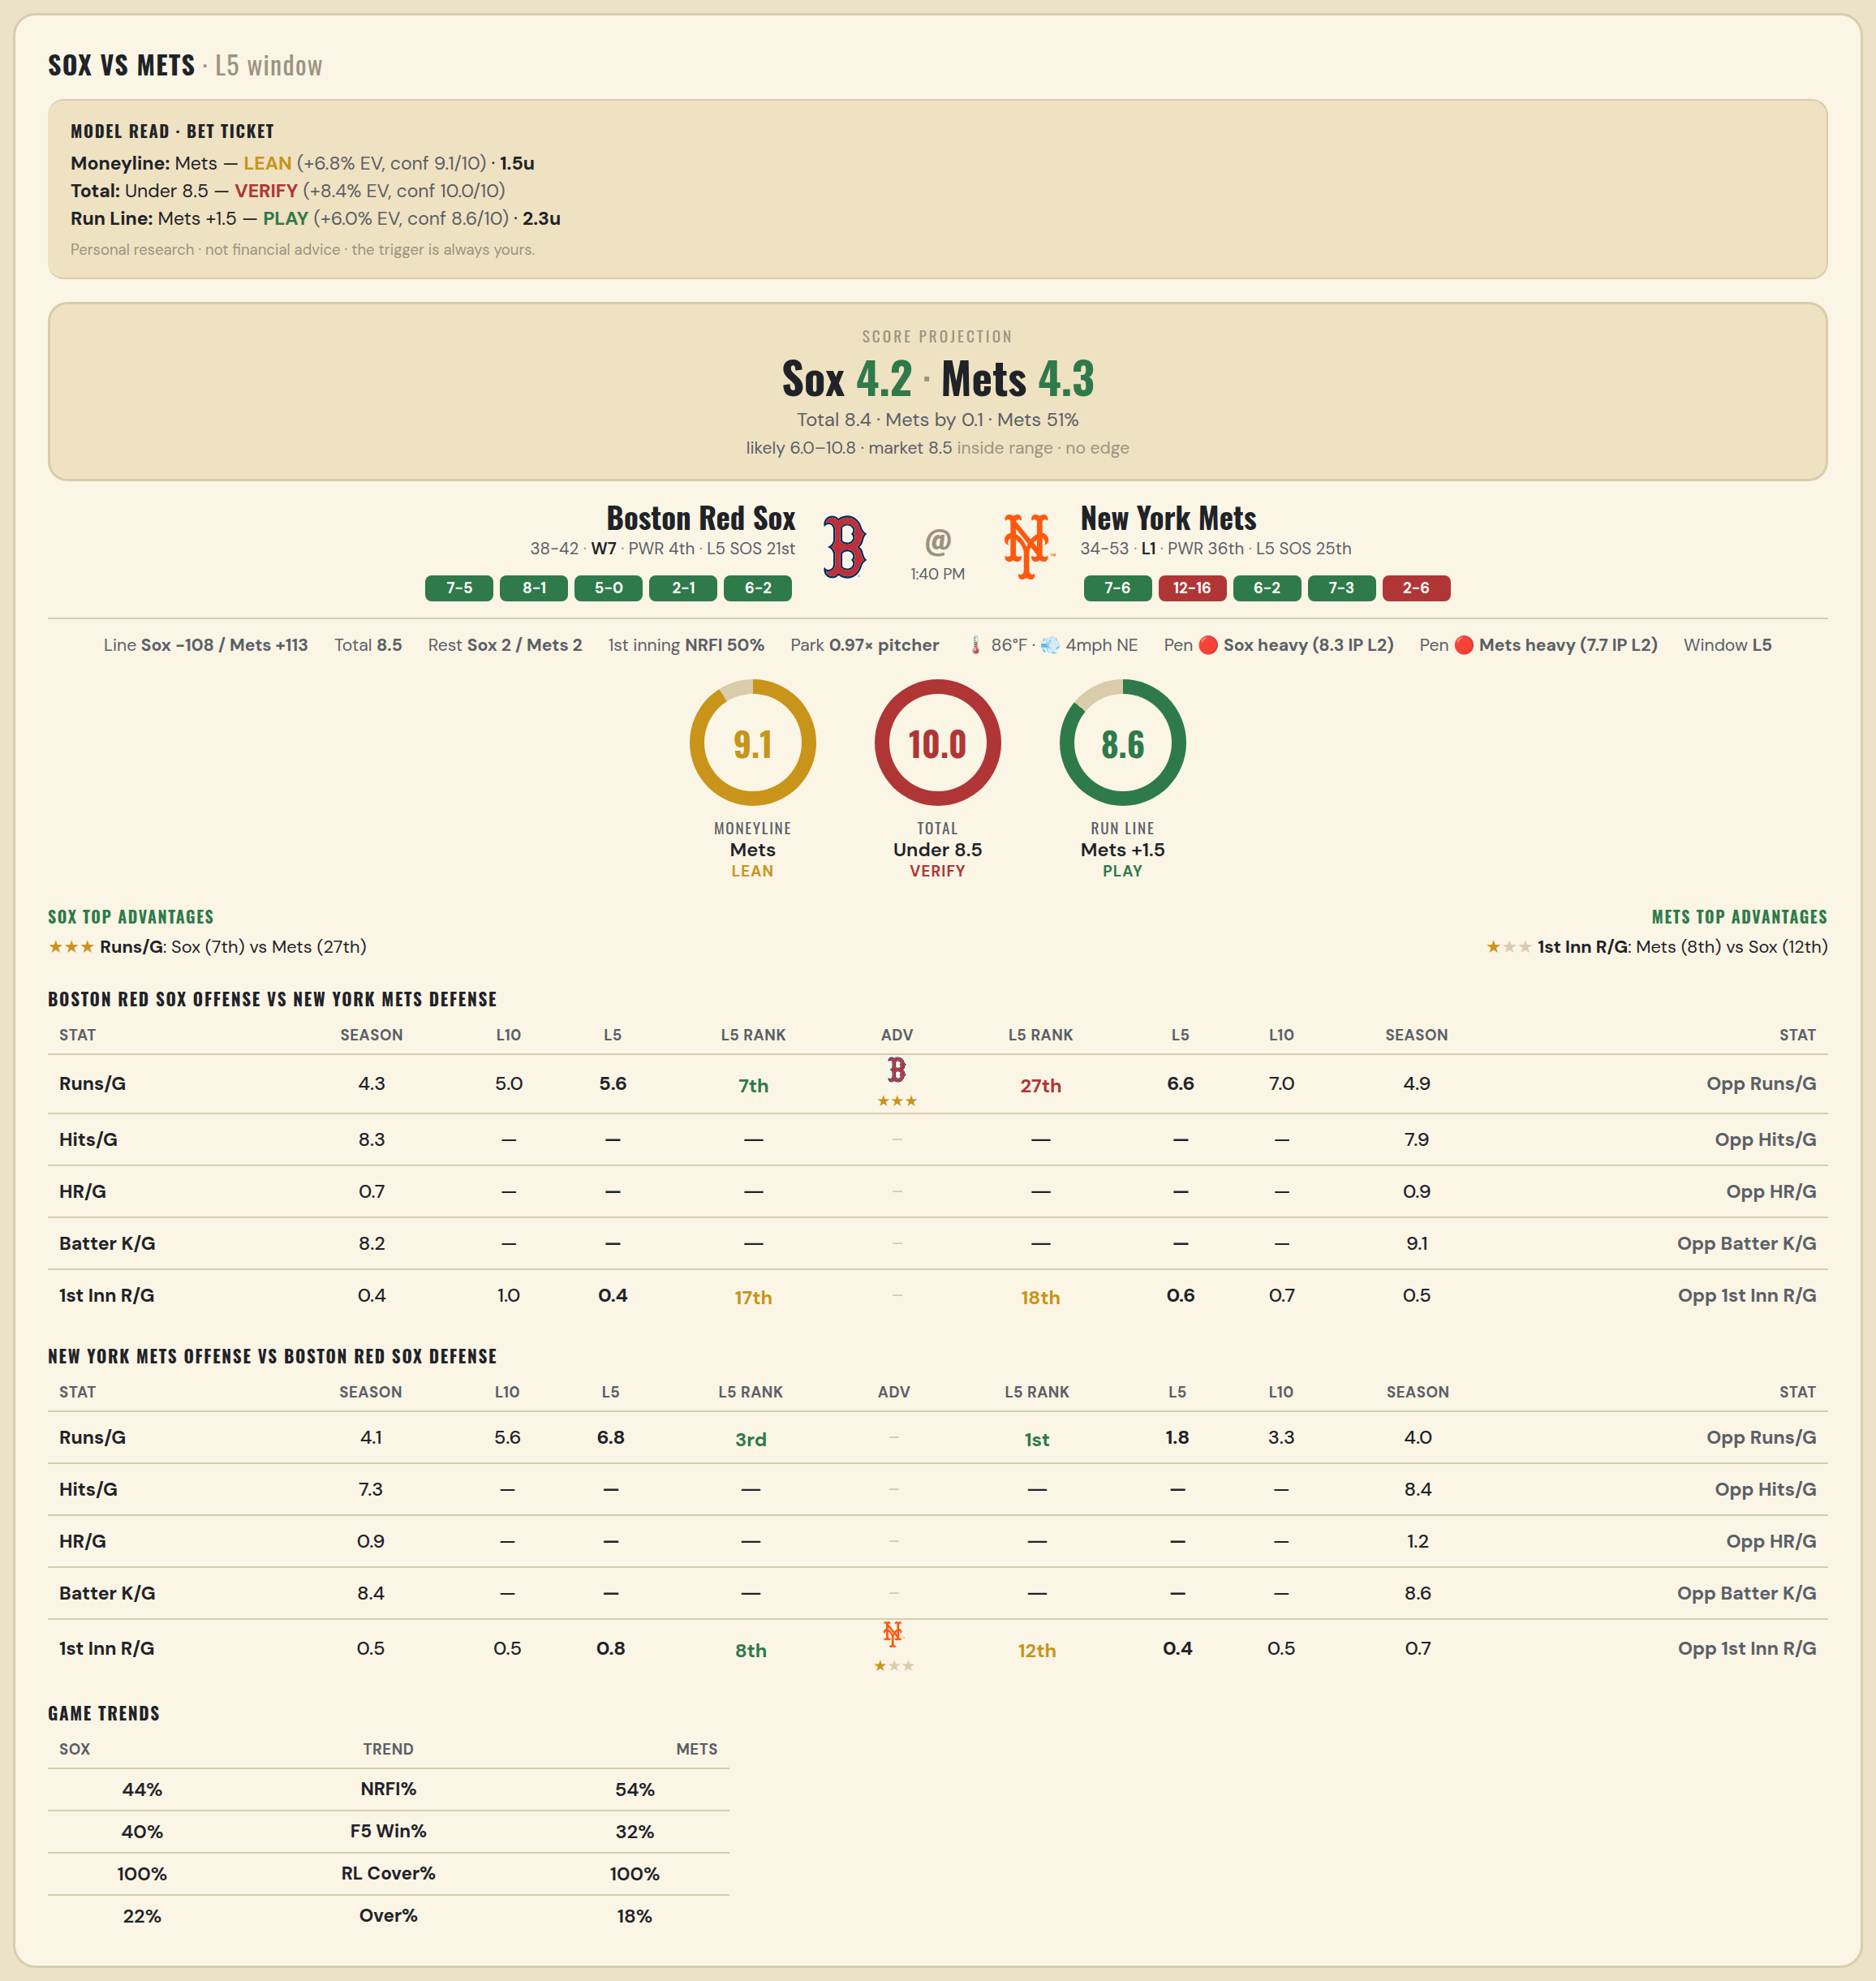 SOX VS METS · L5 window
MODEL READ · BET TICKET
Moneyline: Mets — LEAN (+6.8% EV, conf 9.1/10) · 1.5u
Total: Under 8.5 — VERIFY (+8.4% EV, conf 10.0/10)
Run Line: Mets +1.5 — PLAY (+6.0% EV, conf 8.6/10) · 2.3u
Personal research · not financial advice · the trigger is always yours.
SCORE PROJECTION
Sox 4.2 · Mets 4.3
Total 8.4 · Mets by 0.1 · Mets 51%
likely 6.0–10.8 · market 8.5 inside range · no edge
Boston Red Sox
38-42 · W7 · PWR 4th · L5 SOS 21st
7-5 8-1 5-0 2-1 6-2
B
@
1:40 PM
NY
New York Mets
34-53 · L1 · PWR 36th · L5 SOS 25th
7-6 12-16 6-2 7-3 2-6
Line Sox -108 / Mets +113 Total 8.5 Rest Sox 2 / Mets 2 1st inning NRFI 50% Park 0.97× pitcher 🌡️ 86°F · 💨 4mph NE Pen 🔴 Sox heavy (8.3 IP L2) Pen 🔴 Mets heavy (7.7 IP L2) Window L5
9.1 10.0 8.6
MONEYLINE TOTAL RUN LINE
Mets Under 8.5 Mets +1.5
LEAN VERIFY PLAY
SOX TOP ADVANTAGES
★★★ Runs/G: Sox (7th) vs Mets (27th)
METS TOP ADVANTAGES
★★★ 1st Inn R/G: Mets (8th) vs Sox (12th)
BOSTON RED SOX OFFENSE VS NEW YORK METS DEFENSE
STAT SEASON L10 L5 L5 RANK ADV L5 RANK L5 L10 SEASON STAT
Runs/G 4.3 5.0 5.6 7th B ★★★ 27th 6.6 7.0 4.9 Opp Runs/G
Hits/G 8.3 — — — – — — — 7.9 Opp Hits/G
HR/G 0.7 — — — – — — — 0.9 Opp HR/G
Batter K/G 8.2 — — — – — — — 9.1 Opp Batter K/G
1st Inn R/G 0.4 1.0 0.4 17th – 18th 0.6 0.7 0.5 Opp 1st Inn R/G
NEW YORK METS OFFENSE VS BOSTON RED SOX DEFENSE
STAT SEASON L10 L5 L5 RANK ADV L5 RANK L5 L10 SEASON STAT
Runs/G 4.1 5.6 6.8 3rd – 1st 1.8 3.3 4.0 Opp Runs/G
Hits/G 7.3 — — — – — — — 8.4 Opp Hits/G
HR/G 0.9 — — — – — — — 1.2 Opp HR/G
Batter K/G 8.4 — — — – — — — 8.6 Opp Batter K/G
1st Inn R/G 0.5 0.5 0.8 8th NY ★★★ 12th 0.4 0.5 0.7 Opp 1st Inn R/G
GAME TRENDS
SOX TREND METS
44% NRFI% 54%
40% F5 Win% 32%
100% RL Cover% 100%
22% Over% 18%